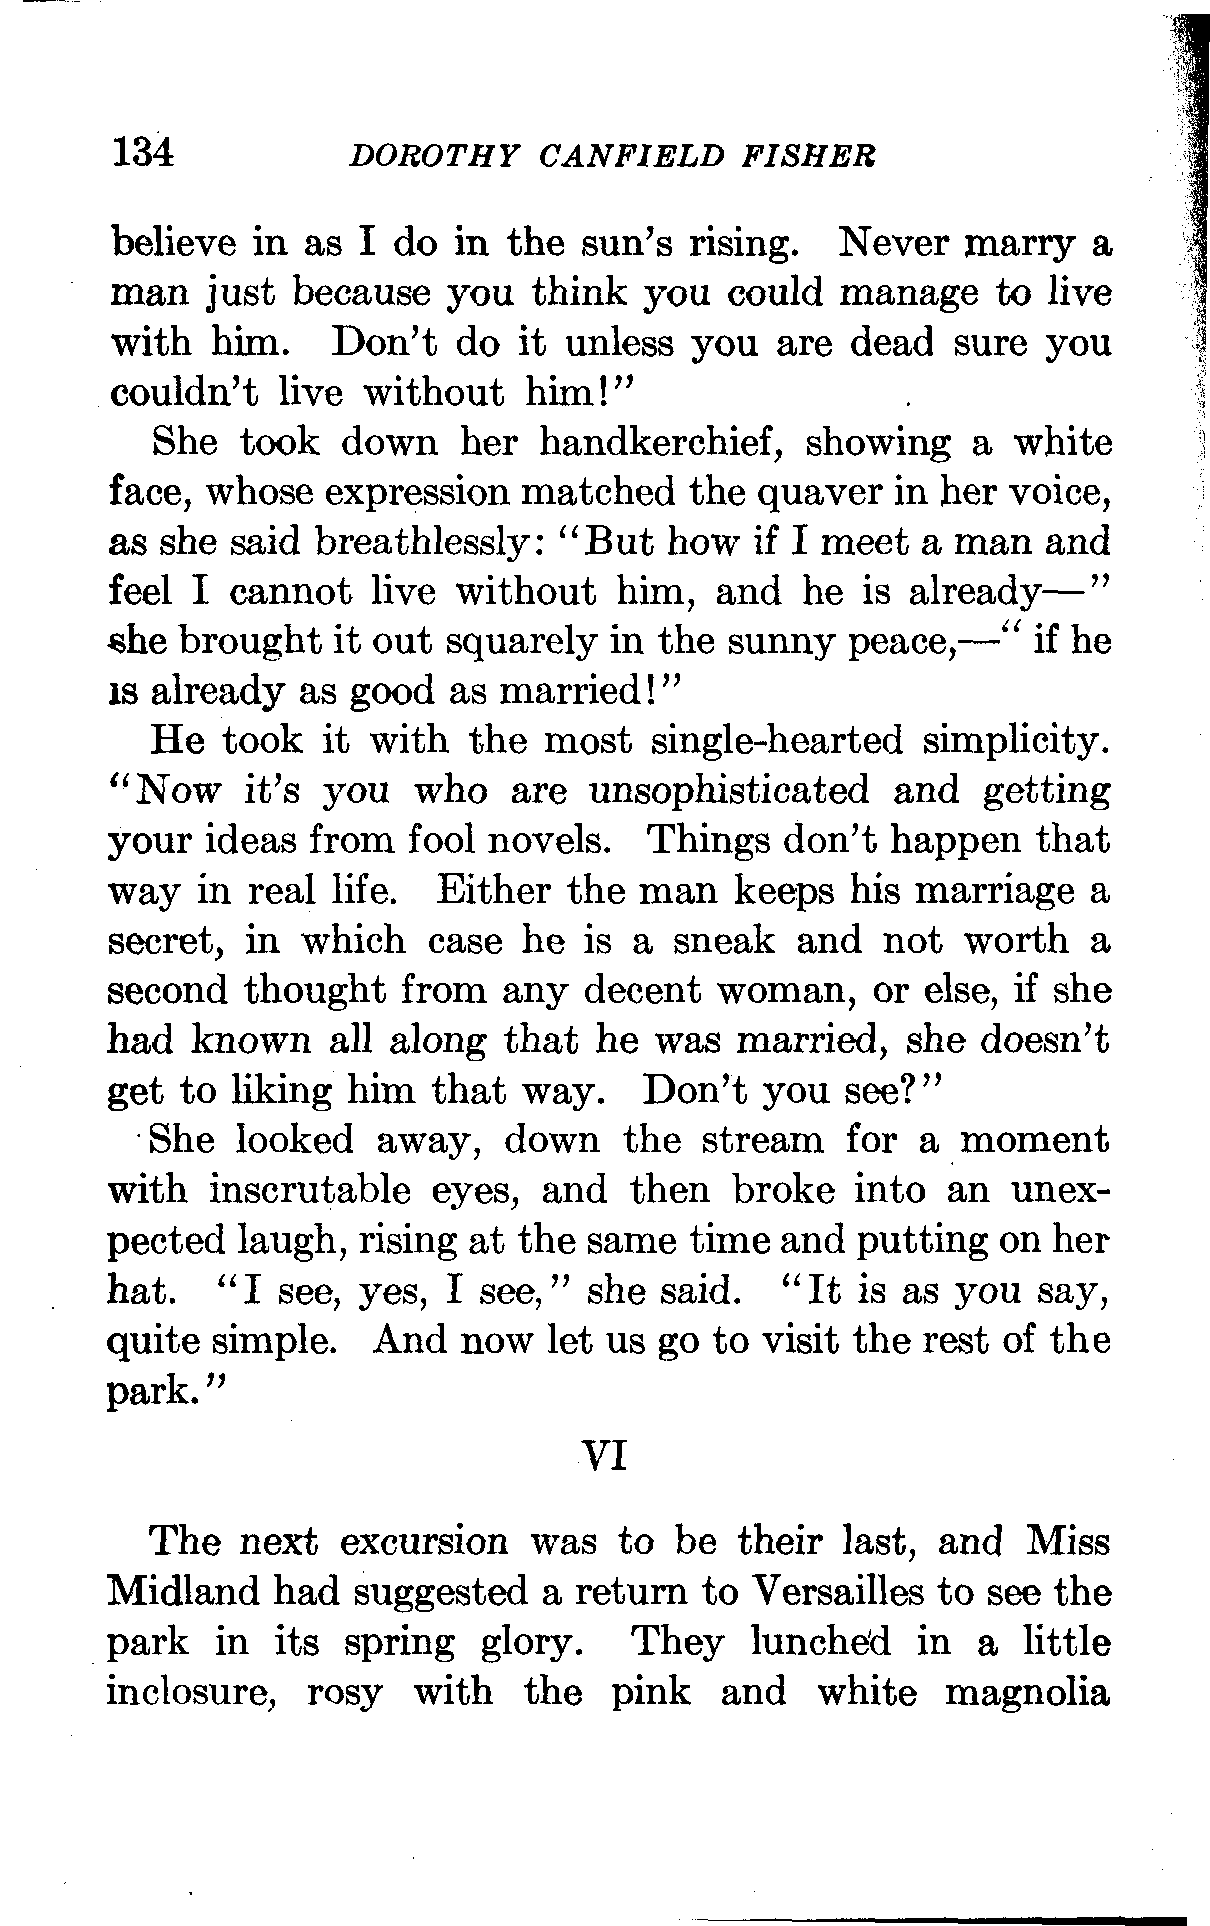 134 DOROTHY CANFIELD FISHER
believe in as I do in the sun's rising. Never marry a
man just because you think you could manage to live
with him. Don't do it unless you are dead sure you
couldn't live without him!"
She took down her handkerchief, showing a white
face, whose expression matched the quaver in her voice,
as she said breathlessly: "But how if I meet a man and
feel I cannot live without him, and he is already—"
she brought it out squarely in the sunny peace,—" if he
is already as good as married!"
He took it with the most single-hearted simplicity.
"Now it's you who are unsophisticated and getting
your ideas from fool novels. Things don't happen that
way in real life. Either the man keeps his marriage a
secret, in which case he is a sneak and not worth a
second thought from any decent woman, or else, if she
had known all along that he was married, she doesn't
get to liking him that way. Don't you see?"
She looked away, down the stream for a moment
with inscrutable eyes, and then broke into an unex-
pected laugh, rising at the same time and putting on her
hat. "I see, yes, I see," she said. "It is as you say,
quite simple. And now let us go to visit the rest of the
park."
VI
The next excursion was to be their last, and Miss
Midland had suggested a return to Versailles to see the
park in its spring glory. They lunched in a little
inclosure, rosy with the pink and white magnolia